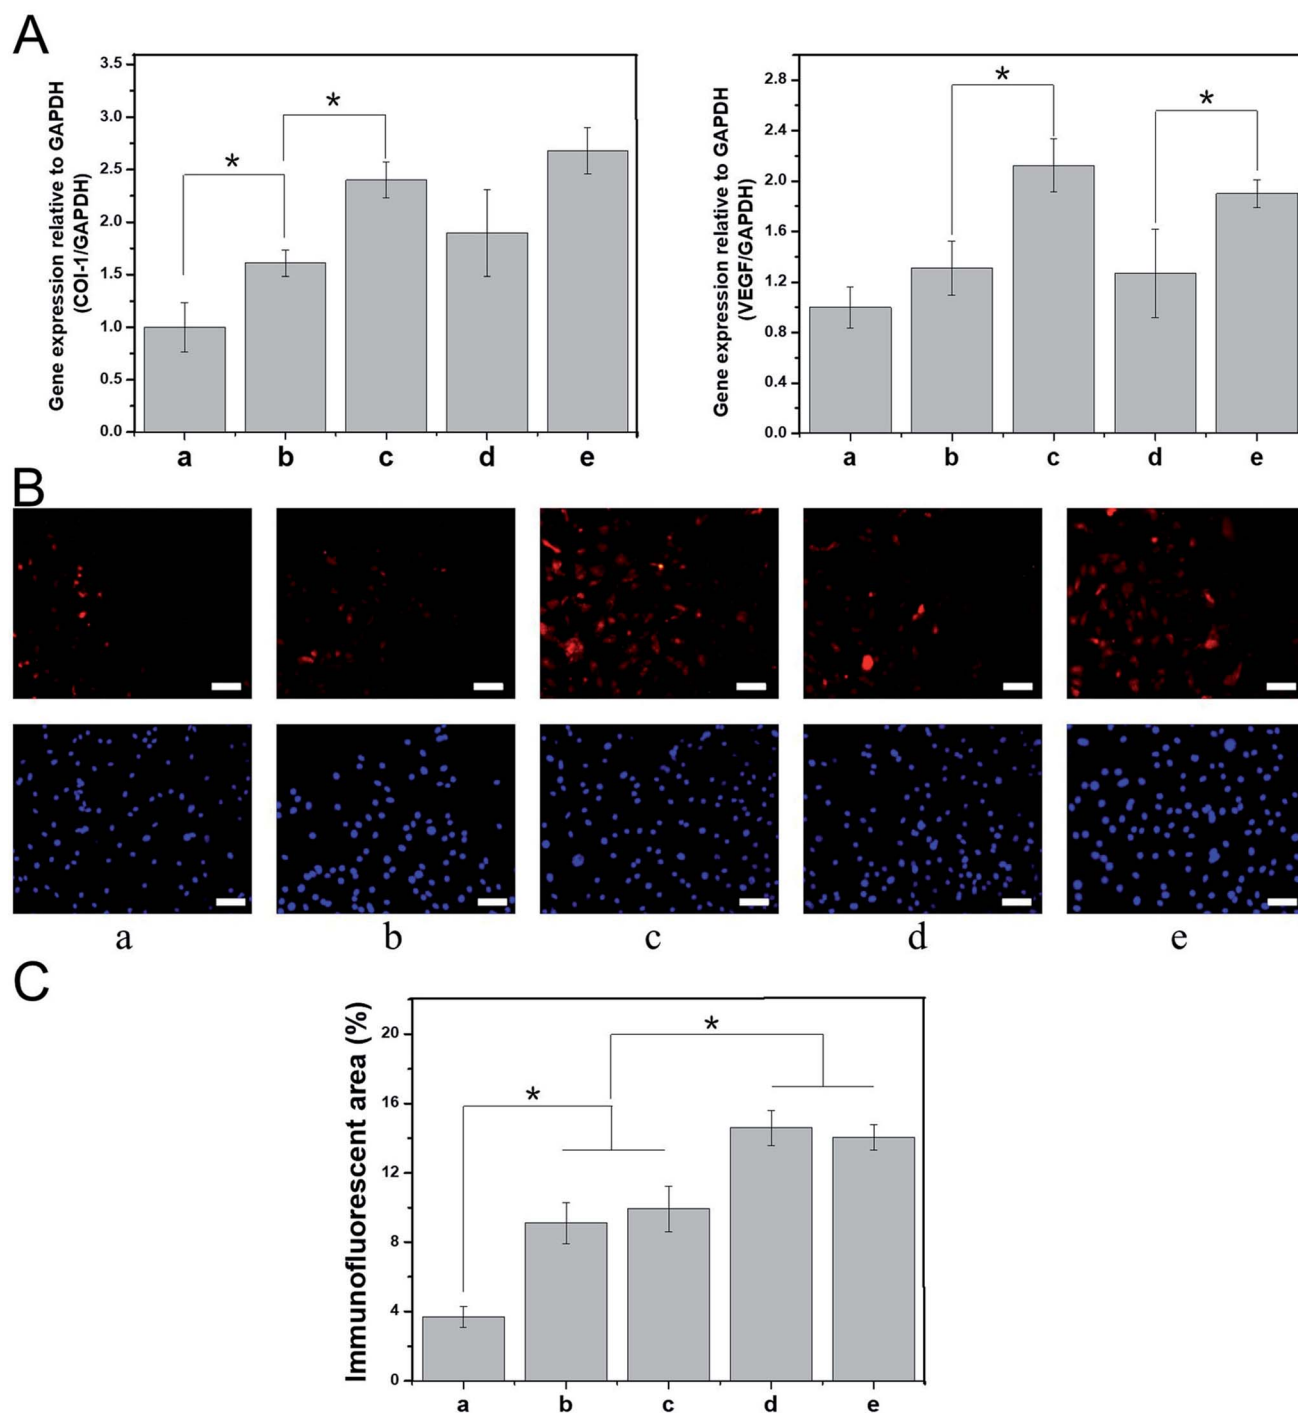 A
Gene expression relative to GAPDH
(COI-1/GAPDH)
3.5
3.0
2.5
2.0
1.5
1.0
0.5
0.0
*
*
a b c d e
Gene expression relative to GAPDH
(VEGF/GAPDH)
2.8
2.4
2.0
1.6
1.2
0.8
0.4
0.0
*
*
a b c d e
B
a b c d e
C
Immunofluorescent area (%)
20
16
12
8
4
0
*
*
a b c d e